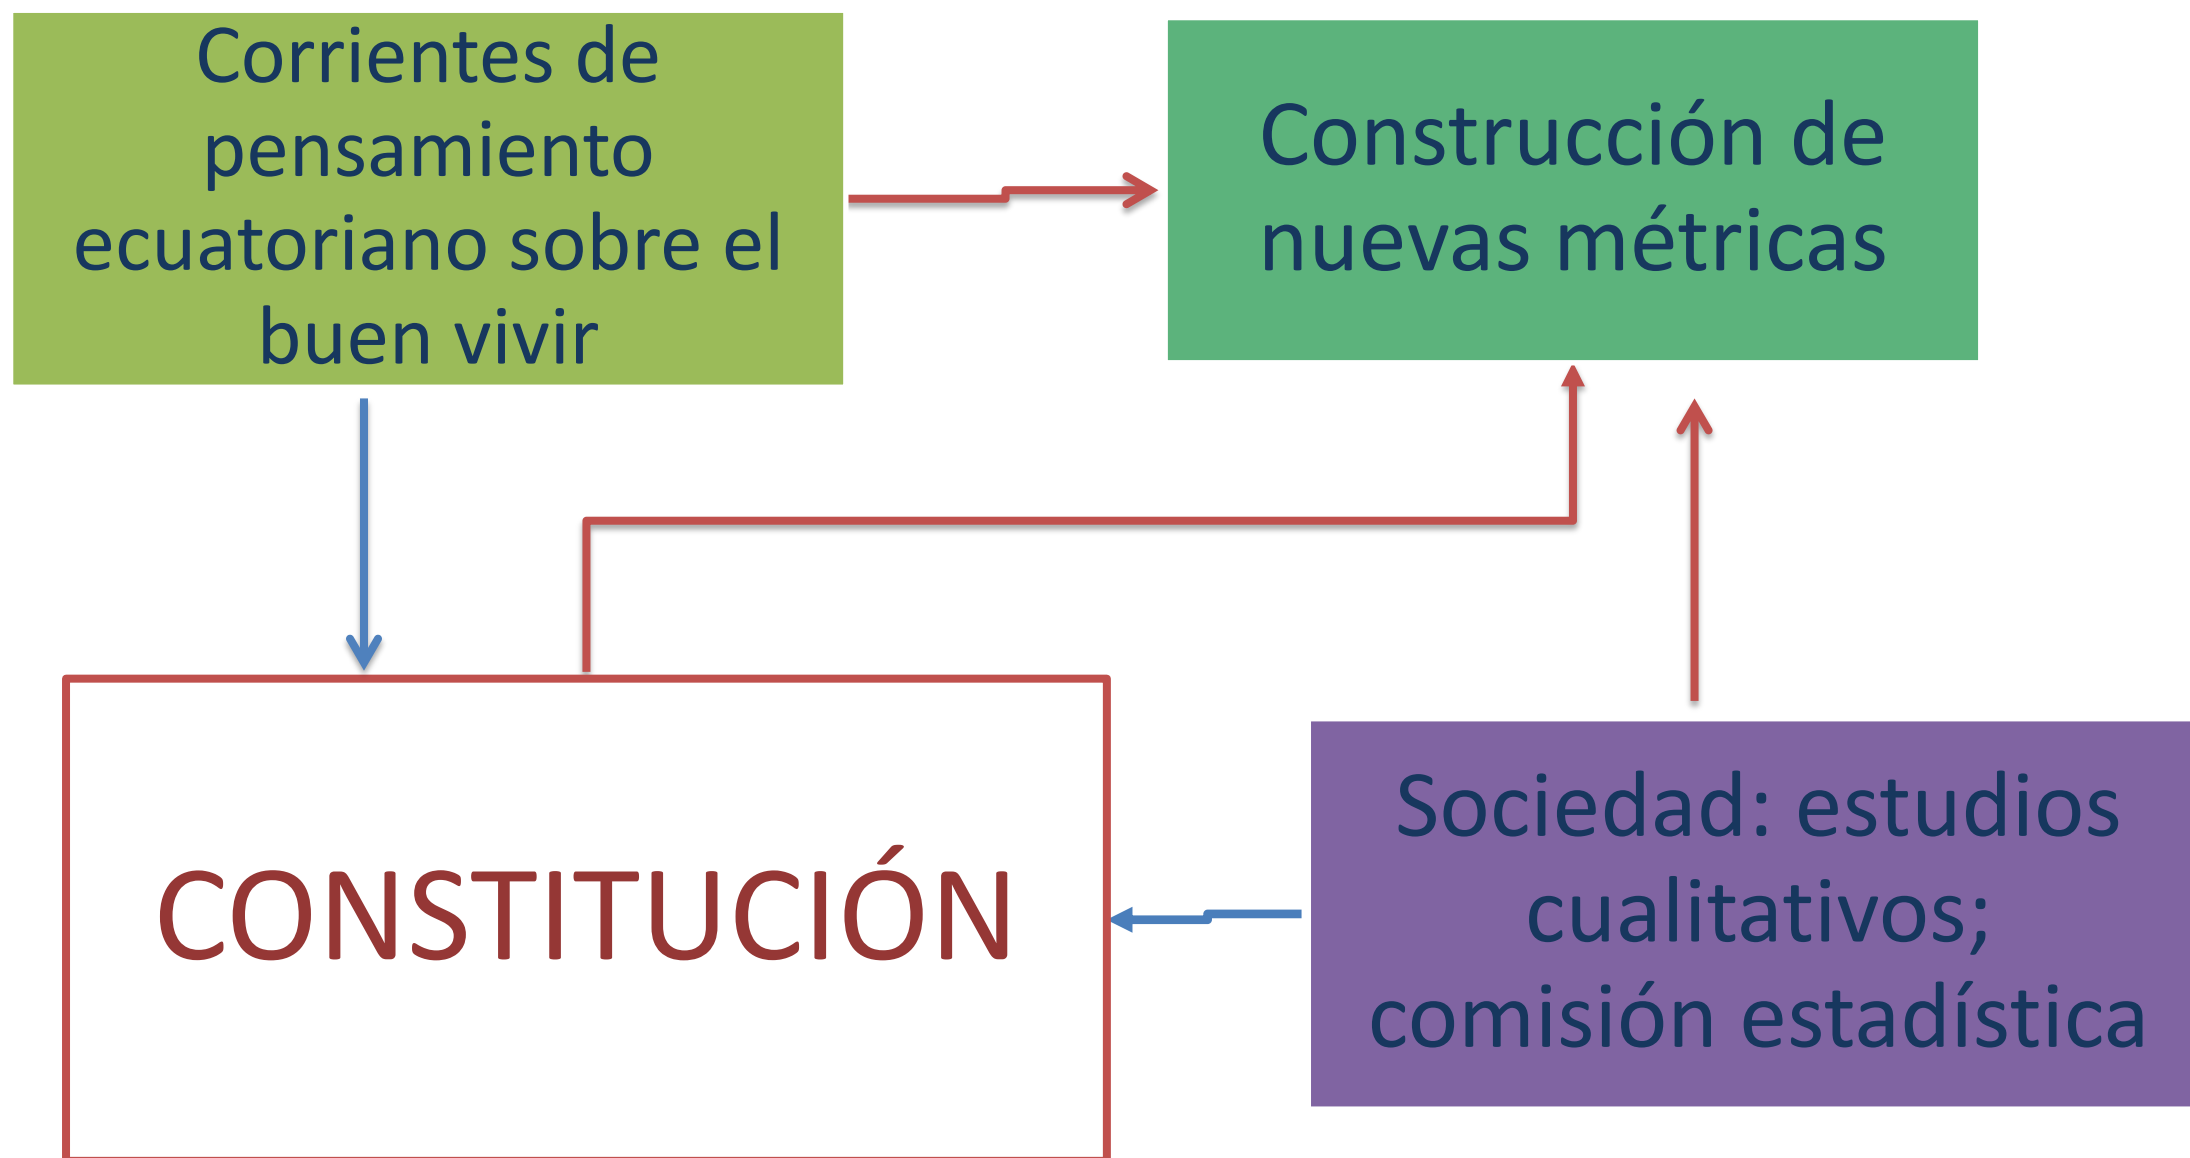 Corrientes de
pensamiento
ecuatoriano sobre el
buen vivir
Construcción de
nuevas métricas
CONSTITUCIÓN
Sociedad: estudios
cualitativos;
comisión estadística